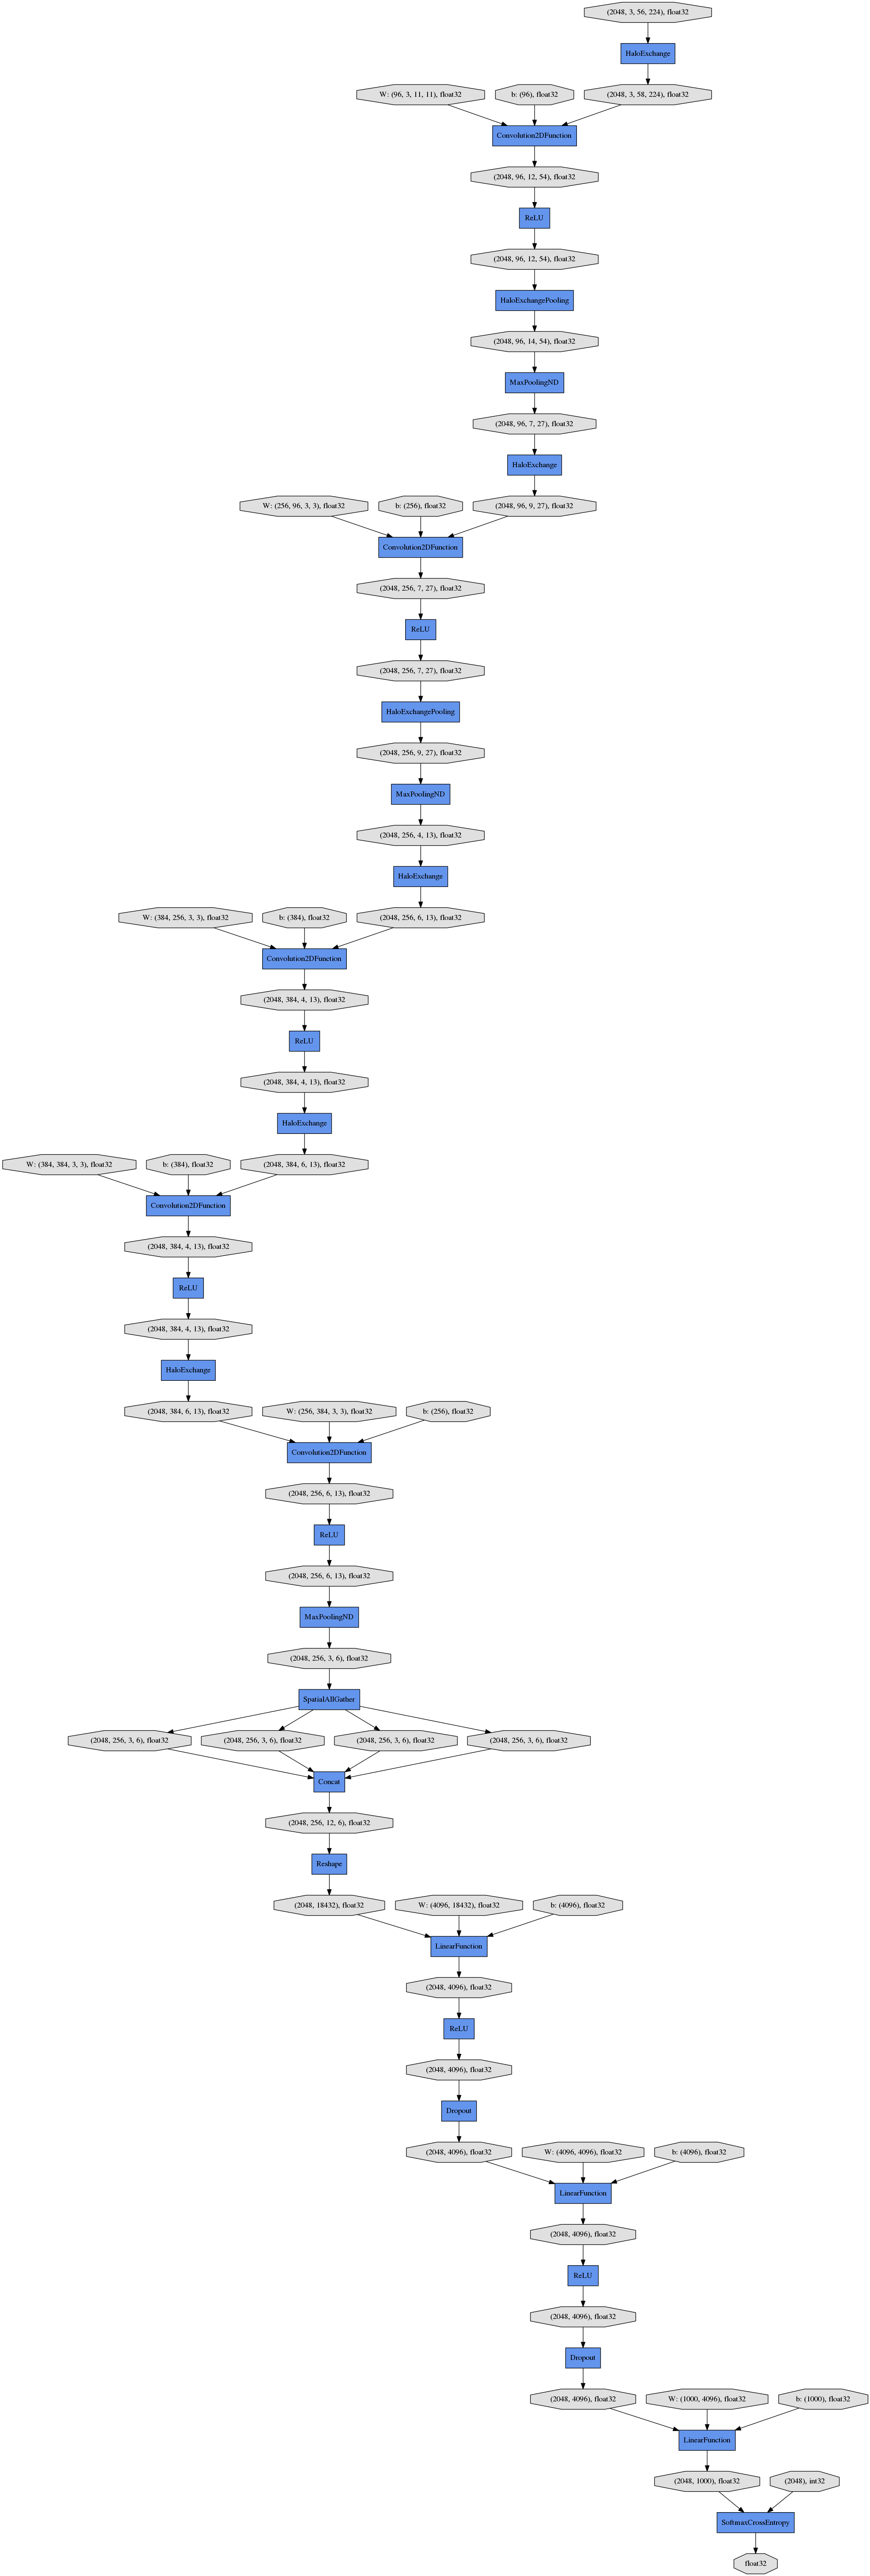 (2048, 3, 56, 224), float32
HaloExchange
W: (96, 3, 11, 11), float32
b: (96), float32
(2048, 3, 58, 224), float32
Convolution2DFunction
(2048, 96, 12, 54), float32
ReLU
(2048, 96, 12, 54), float32
HaloExchangePooling
(2048, 96, 14, 54), float32
MaxPoolingND
(2048, 96, 7, 27), float32
HaloExchange
W: (256, 96, 3, 3), float32
b: (256), float32
(2048, 96, 9, 27), float32
Convolution2DFunction
(2048, 256, 7, 27), float32
ReLU
(2048, 256, 7, 27), float32
HaloExchangePooling
(2048, 256, 9, 27), float32
MaxPoolingND
(2048, 256, 4, 13), float32
HaloExchange
W: (384, 256, 3, 3), float32
b: (384), float32
(2048, 256, 6, 13), float32
Convolution2DFunction
(2048, 384, 4, 13), float32
ReLU
(2048, 384, 4, 13), float32
HaloExchange
W: (384, 384, 3, 3), float32
b: (384), float32
(2048, 384, 6, 13), float32
Convolution2DFunction
(2048, 384, 4, 13), float32
ReLU
(2048, 384, 4, 13), float32
HaloExchange
(2048, 384, 6, 13), float32
W: (256, 384, 3, 3), float32
b: (256), float32
Convolution2DFunction
(2048, 256, 6, 13), float32
ReLU
(2048, 256, 6, 13), float32
MaxPoolingND
(2048, 256, 3, 6), float32
SpatialAllGather
(2048, 256, 3, 6), float32
(2048, 256, 3, 6), float32
(2048, 256, 3, 6), float32
(2048, 256, 3, 6), float32
Concat
(2048, 256, 12, 6), float32
Reshape
(2048, 18432), float32
W: (4096, 18432), float32
b: (4096), float32
LinearFunction
(2048, 4096), float32
ReLU
(2048, 4096), float32
Dropout
(2048, 4096), float32
W: (4096, 4096), float32
b: (4096), float32
LinearFunction
(2048, 4096), float32
ReLU
(2048, 4096), float32
Dropout
(2048, 4096), float32
W: (1000, 4096), float32
b: (1000), float32
LinearFunction
(2048, 1000), float32
(2048), int32
SoftmaxCrossEntropy
float32